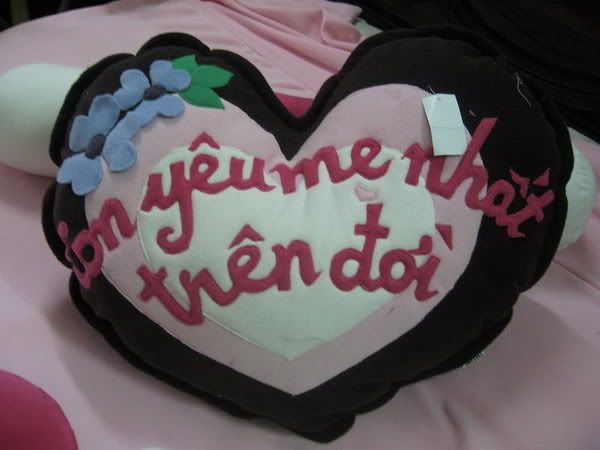 Con yêu mẹ nhất
trên đời